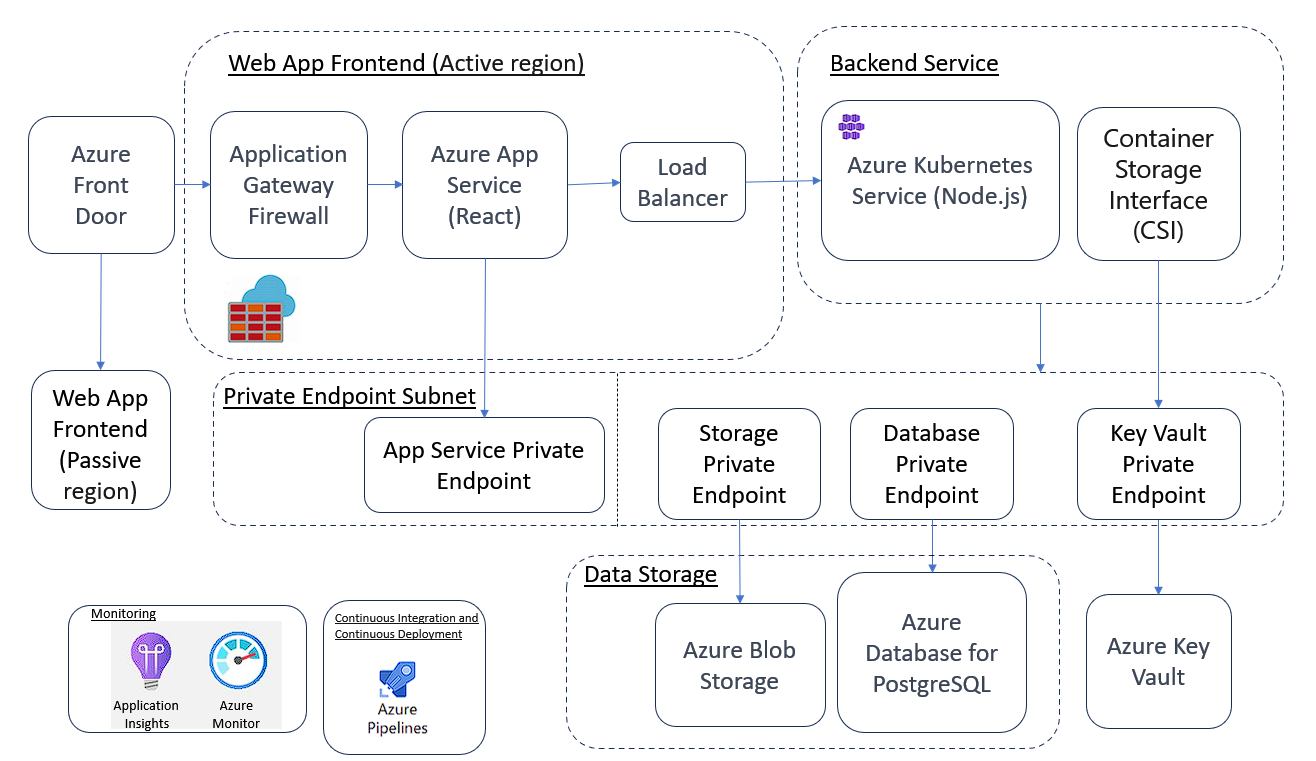 Web App Frontend (Active region)
Backend Service
Azure
Front
Door
Application
Gateway
Firewall
Azure App
Service
(React)
Load
Balancer
Azure Kubernetes
Service (Node.js)
Container
Storage
Interface
(CSI)
Web App
Frontend
(Passive
region)
Private Endpoint Subnet
App Service Private
Endpoint
Storage
Private
Endpoint
Database
Private
Endpoint
Key Vault
Private
Endpoint
Data Storage
Azure Blob
Storage
Azure
Database for
PostgreSQL
Azure Key
Vault
Monitoring
Application
Insights
Azure
Monitor
Continuous Integration and
Continuous Deployment
Azure
Pipelines